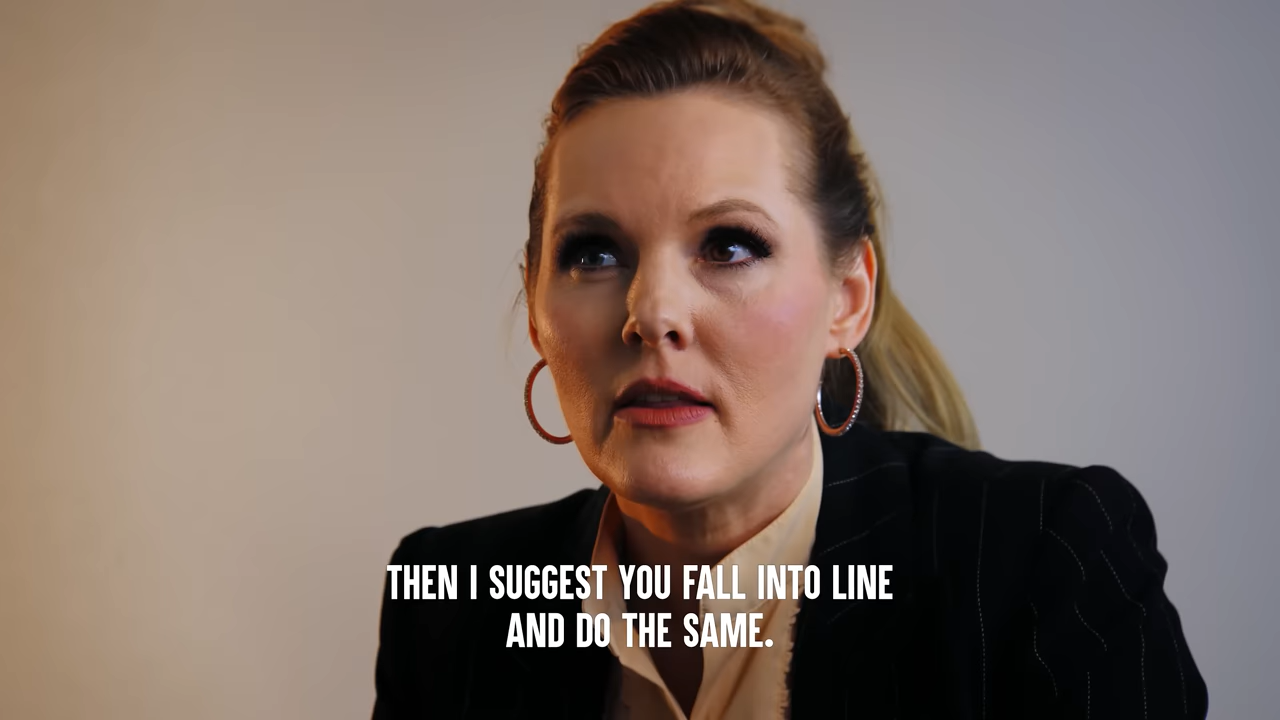 THEN I SUGGEST YOU FALL INTO LINE
AND DO THE SAME.